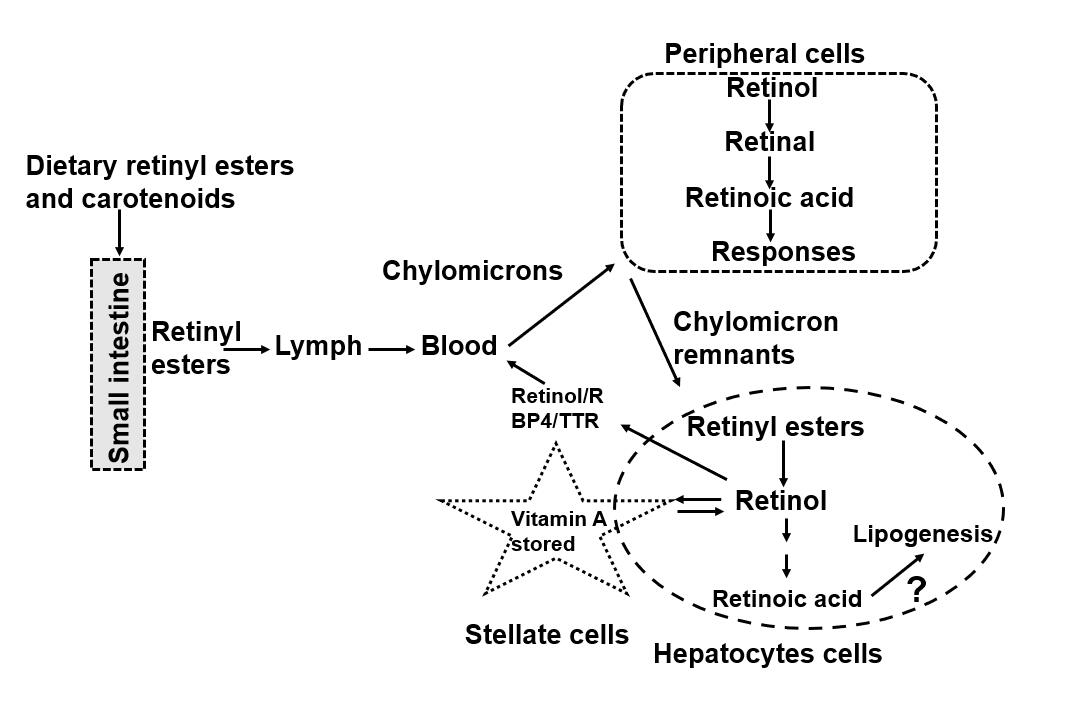 Peripheral cells
Retinol
Retinal
Retinoic acid
Responses
Dietary retinyl esters
and carotenoids
Small intestine
Retinyl
esters
Lymph
Blood
Chylomicrons
Chylomicron
remnants
Retinol/R
BP4/TTR
Retinyl esters
Retinol
Vitamin A
stored
Lipogenesis
?
Retinoic acid
Stellate cells
Hepatocytes cells